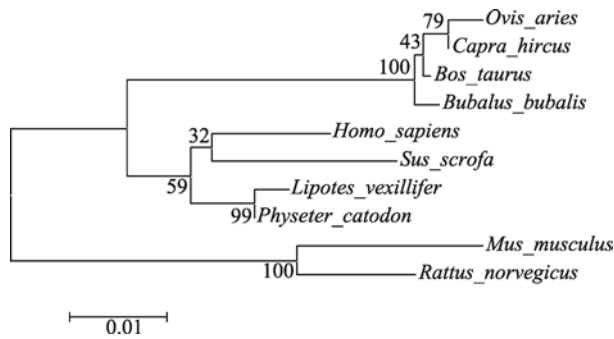 79
Ovis_aries
43
Capra_hircus
100
Bos_taurus
Bubalus_bubalis
32
Homo_sapiens
Sus_scrofa
59
Lipotes_vexillifer
99
Physeter_catodon
Mus_musculus
100
Rattus_norvegicus
0.01